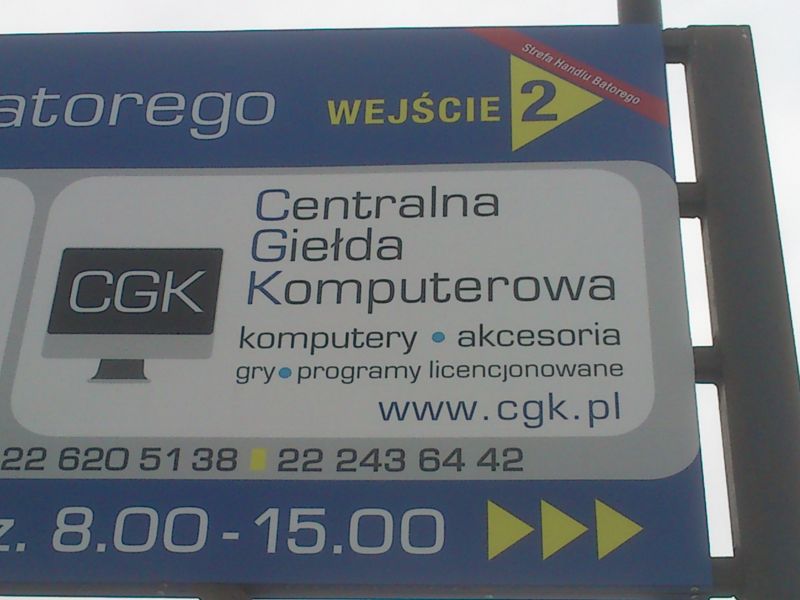 atorego
WEJŚCIE 2
Strefa Handlu Batorego
CGK
Centralna
Giełda
Komputerowa
komputery • akcesoria
gry • programy licencjonowane
www.cgk.pl
22 620 51 38 22 243 64 42
z. 8.00 - 15.00